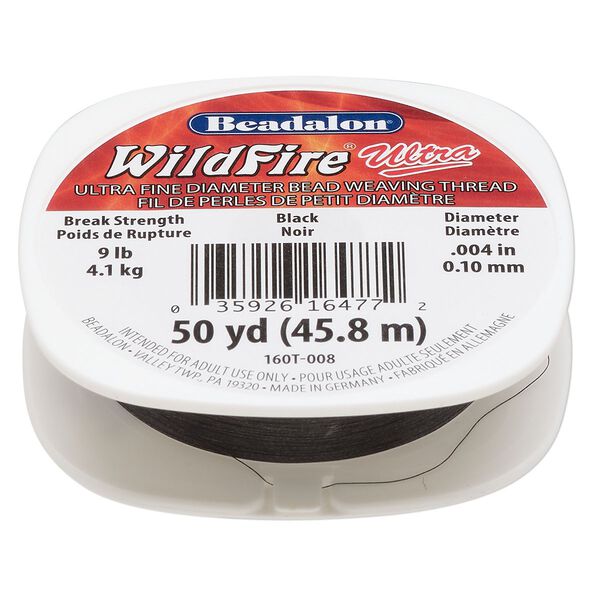 Beadalon®
WildFire® Ultra
ULTRA FINE DIAMETER BEAD WEAVING THREAD
FIL DE PERLES DE PETIT DIAMÈTRE
Break Strength
Poids de Rupture
9 lb
4.1 kg
Black
Noir
Diameter
Diamètre
.004 in
0.10 mm
0 35926 16477 2
50 yd (45.8 m)
160T-008
INTENDED FOR ADULT USE ONLY • POUR USAGE ADULTE SEULEMENT
BEADALON • VALLEY TWP., PA 19320 • MADE IN GERMANY • FABRIQUÉ EN ALLEMAGNE